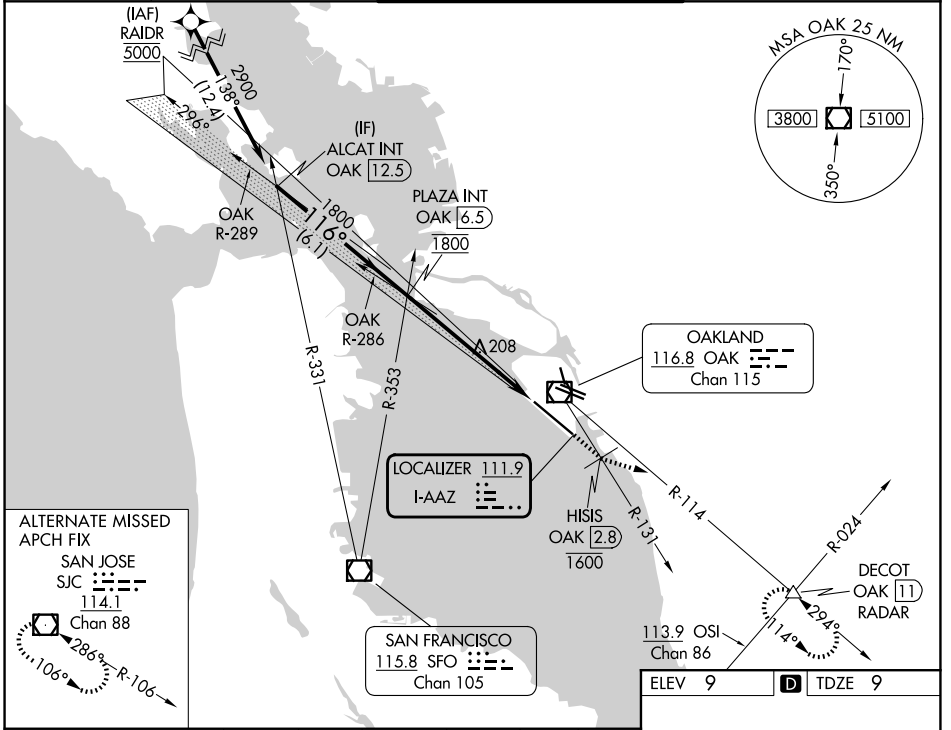 (IAF)
RAIDR
5000
2900
138°
(12.4)
296°
(IF)
ALCAT INT
OAK 12.5
PLAZA INT
OAK 6.5
1800
OAK
R-289
1800
116°
(6.1)
OAK
R-286
R-331
R-353
208
MSA OAK 25 NM
170°
3800
5100
350°
OAKLAND
116.8 OAK
Chan 115
LOCALIZER 111.9
I-AAZ
HISIS
OAK 2.8
1600
R-131
R-114
R-024
DECOT
OAK 11
RADAR
294°
114°
113.9 OSI
Chan 86
SAN FRANCISCO
115.8 SFO
Chan 105
ALTERNATE MISSED
APCH FIX
SAN JOSE
SJC
114.1
Chan 88
286°
106°
R-106
ELEV 9
D
TDZE 9